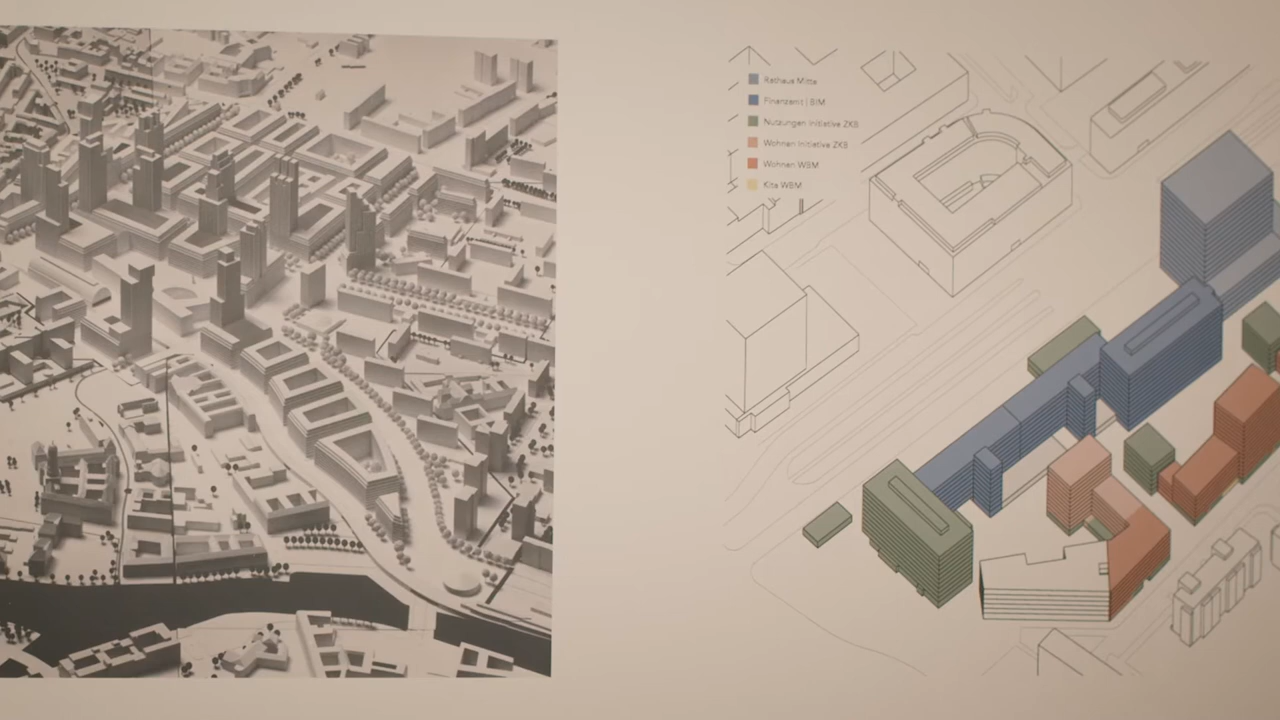 Rathaus Mitte
Finanzamt | BIM
Nutzungen Initiative ZKB
Wohnen Initiative ZKB
Wohnen WBM
Kita WBM